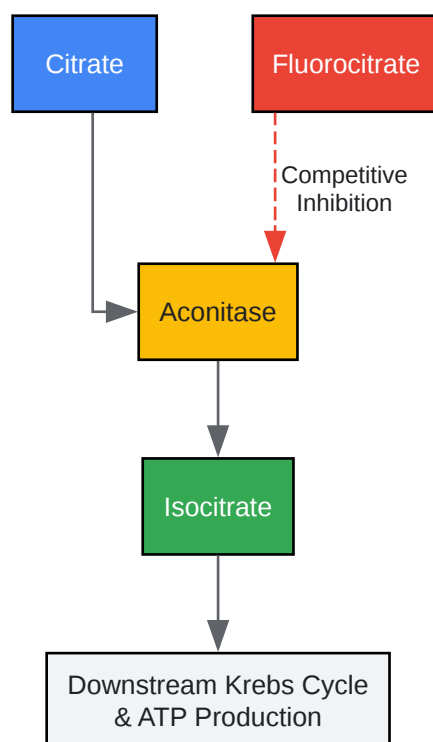 Citrate
Fluorocitrate
Competitive
Inhibition
Aconitase
Isocitrate
Downstream Krebs Cycle
& ATP Production